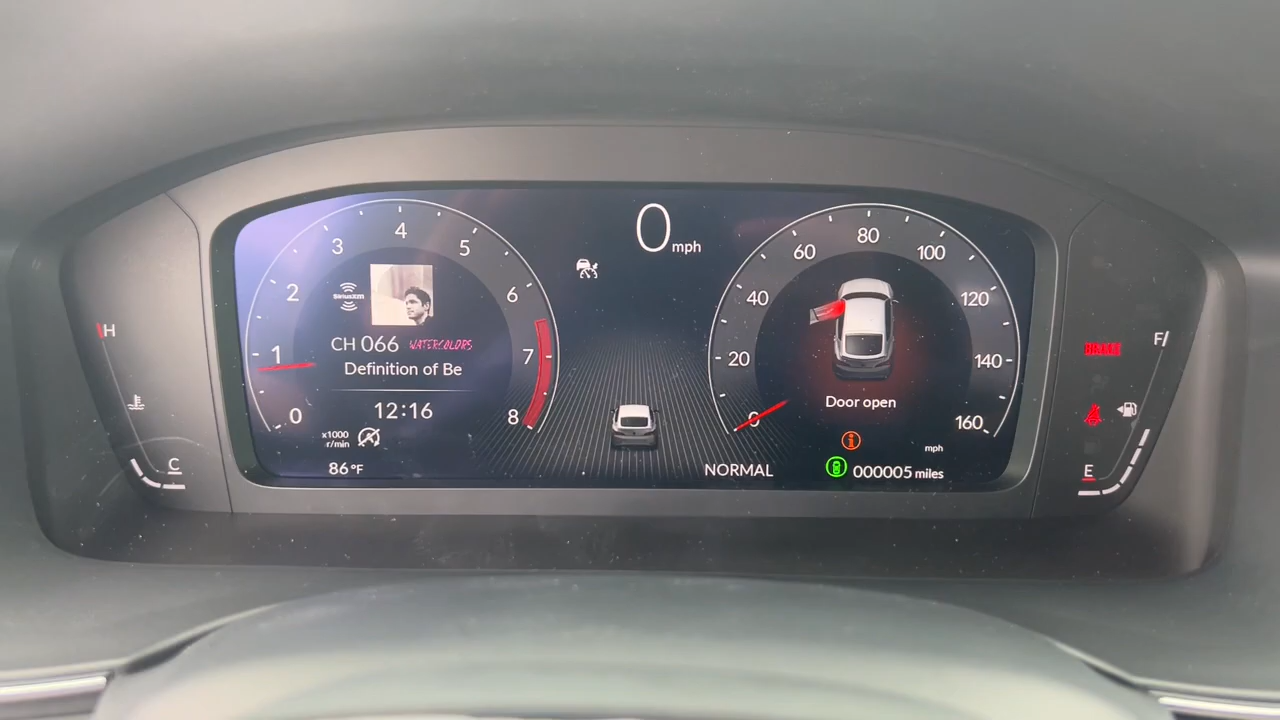 0 mph
0
1
2
3
4
5
6
7
8
SiriusXM
CH 066 WATERCOLORS
Definition of Be
12:16
x1000
r/min
86 °F
H
C
NORMAL
0
20
40
60
80
100
120
140
160
Door open
mph
000005 miles
BRAKE
F
E